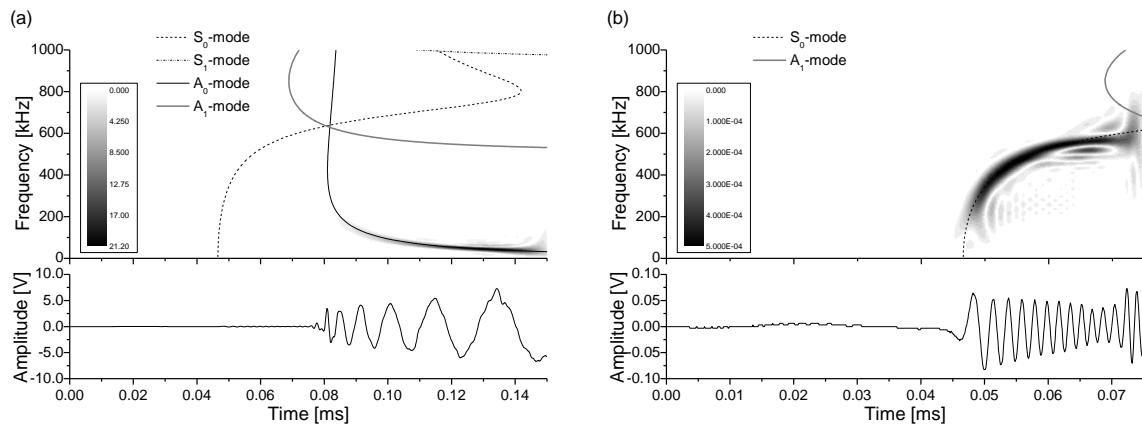 (a)
S0-mode
S1-mode
A0-mode
A1-mode
1000
800
600
400
200
0
Frequency [kHz]
0.000
4.250
8.500
12.75
17.00
21.20
10.0
5.0
0.0
-5.0
-10.0
Amplitude [V]
0.00 0.02 0.04 0.06 0.08 0.10 0.12 0.14
Time [ms]
(b)
S0-mode
A1-mode
1000
800
600
400
200
0
Frequency [kHz]
0.000
1.000E-04
2.000E-04
3.000E-04
4.000E-04
5.000E-04
0.10
0.05
0.00
-0.05
-0.10
Amplitude [V]
0.00 0.01 0.02 0.03 0.04 0.05 0.06 0.07
Time [ms]